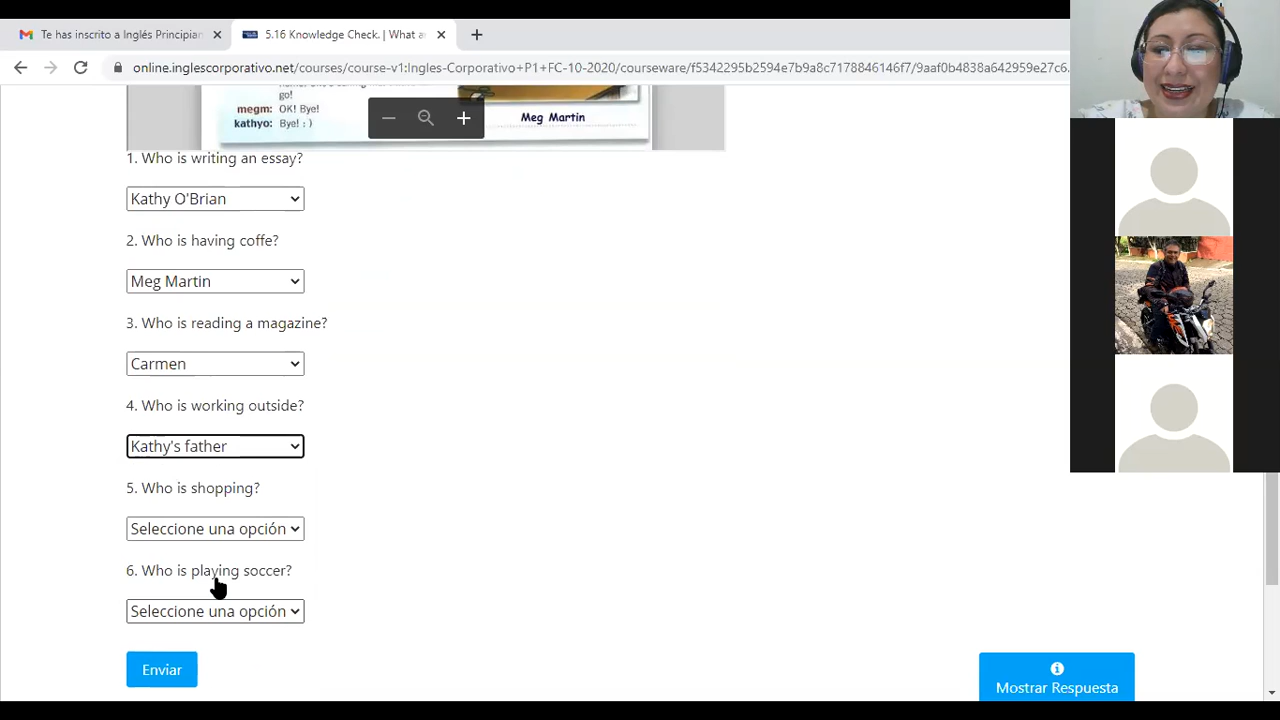 Te has inscrito a Inglés Principian
5.16 Knowledge Check. | What a
online.inglescorporativo.net/courses/course-v1:Ingles-Corporativo+P1+FC-10-2020/courseware/f5342295b2594e7b9a8c7178846146f7/9aaf0b4838a642959e27c6.
go!
megm: OK! Bye!
kathyo: Bye! : )
Meg Martin
1. Who is writing an essay?
Kathy O'Brian
2. Who is having coffe?
Meg Martin
3. Who is reading a magazine?
Carmen
4. Who is working outside?
Kathy's father
5. Who is shopping?
Seleccione una opción
6. Who is playing soccer?
Seleccione una opción
Enviar
Mostrar Respuesta